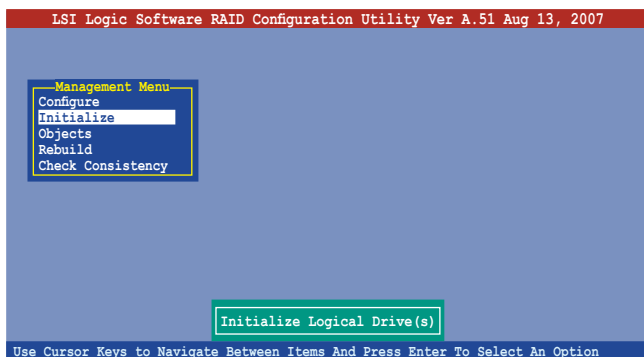 LSI Logic Software RAID Configuration Utility Ver A.51 Aug 13, 2007
Management Menu
Configure
Initialize
Objects
Rebuild
Check Consistency
Initialize Logical Drive(s)
Use Cursor Keys to Navigate Between Items And Press Enter To Select An Option